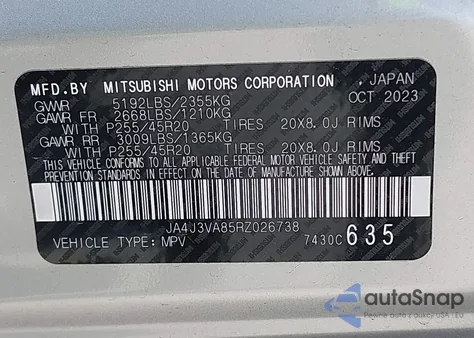 MFD.BY MITSUBISHI MOTORS CORPORATION , JAPAN
GVWR 5192LBS/2355KG OCT 2023
GAWR FR 2668LBS/1210KG
WITH P255/45R20 TIRES 20X8.0J RIMS
GAWR RR 3009LBS/1365KG
WITH P255/45R20 TIRES 20X8.0J RIMS
THIS VEHICLE CONFORMS TO ALL APPLICABLE FEDERAL MOTOR VEHICLE
SAFETY AND THEFT PREVENTION STANDARDS IN
EFFECT ON THE DATE OF MANUFACTURE SHOWN ABOVE.
JA4J3VA85RZ026738
VEHICLE TYPE: MPV 7430C 635
autoSnap